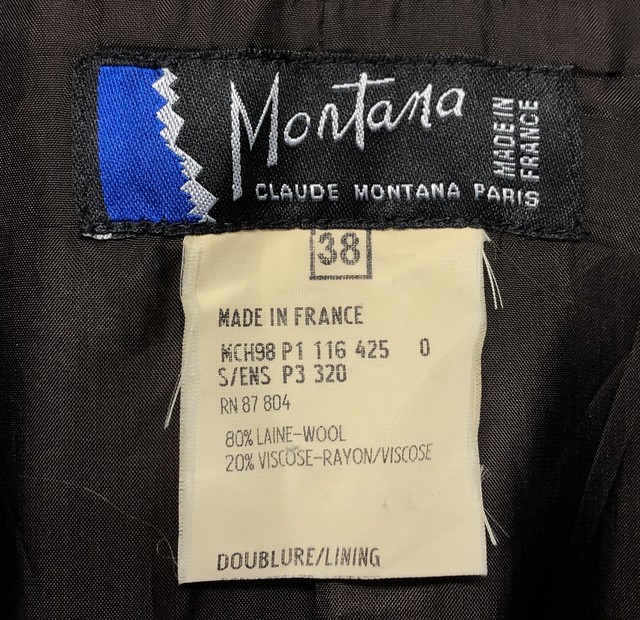 Montana
MADE IN
FRANCE
CLAUDE MONTANA PARIS
38
MADE IN FRANCE
MCH98 P1 116 425 0
S/ENS P3 320
RN 87 804
80% LAINE-WOOL
20% VISCOSE-RAYON/VISCOSE
DOUBLURE/LINING